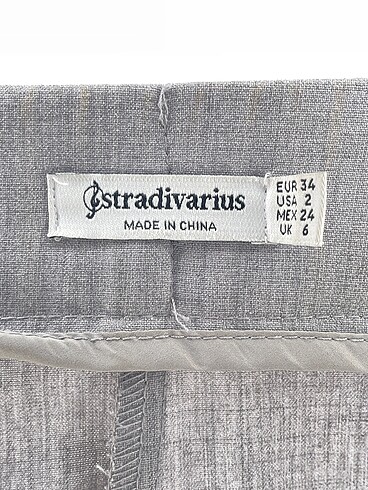 stradivarius
MADE IN CHINA
EUR 34
USA 2
MEX 24
UK 6